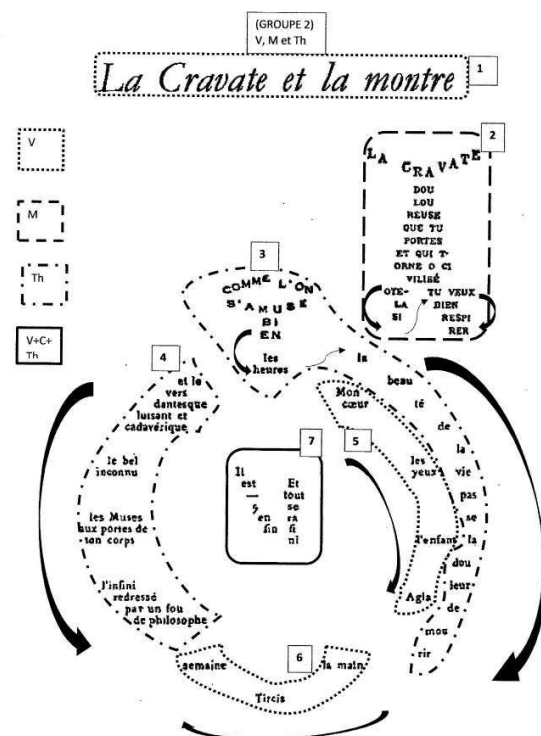 (GROUPE 2)
V, M et Th
La Cravate et la montre
1
V
M
Th
V+C+
Th
2
LA CRAVATE
DOU
LOU
REUSE
QUE TU
PORTES
ET QUI T'
ORNE O CI
VILISÉ
OTE- TU VEUX
LA BIEN
SI RESPI
RER
3
COMME L'ON
S'AMUSE
BI
EN
les
heures
la
beau
té
de
la
vie
pas
se
la
dou
leur
de
mou
rir
4
et le
vers
dantesque
luisant et
cadavérique
le bel
inconnu
les Muses
aux portes de
ton corps
l'infini
redressé
par un fou
de philosophe
5
Mon
cœur
les
yeux
l'enfant
Agla
6
semaine
Tircis
la main
7
Il
est
—
5
en
fin
Et
tout
se
ra
fi
ni